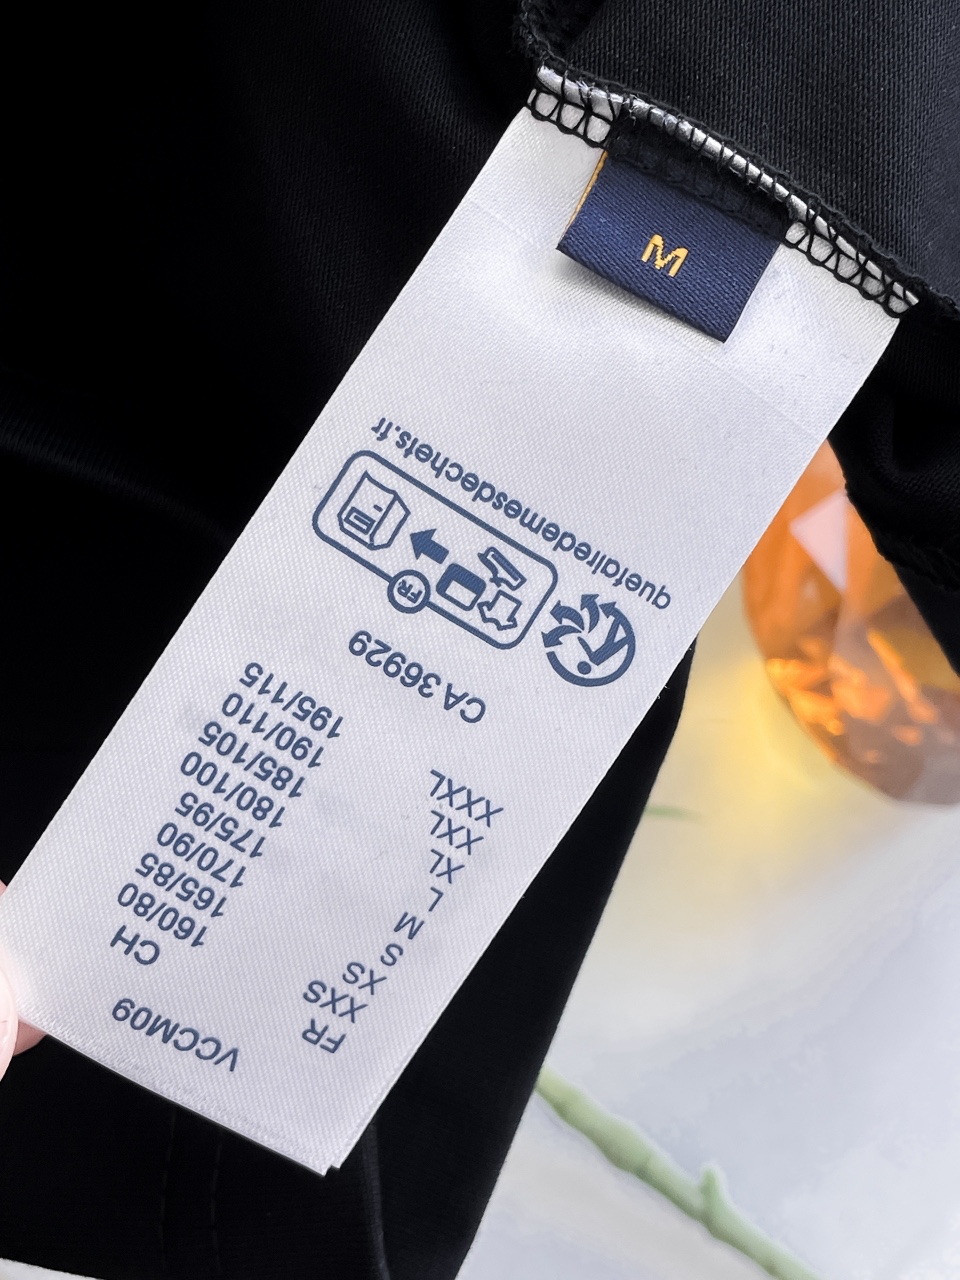 VCCM09
FR CH
XXS 160/80
XS 165/85
S 170/90
M 175/95
L 180/100
XL 185/105
XXL 190/110
XXXL 195/115
CA 36929
FR
quefairedemesdechets.fr
M